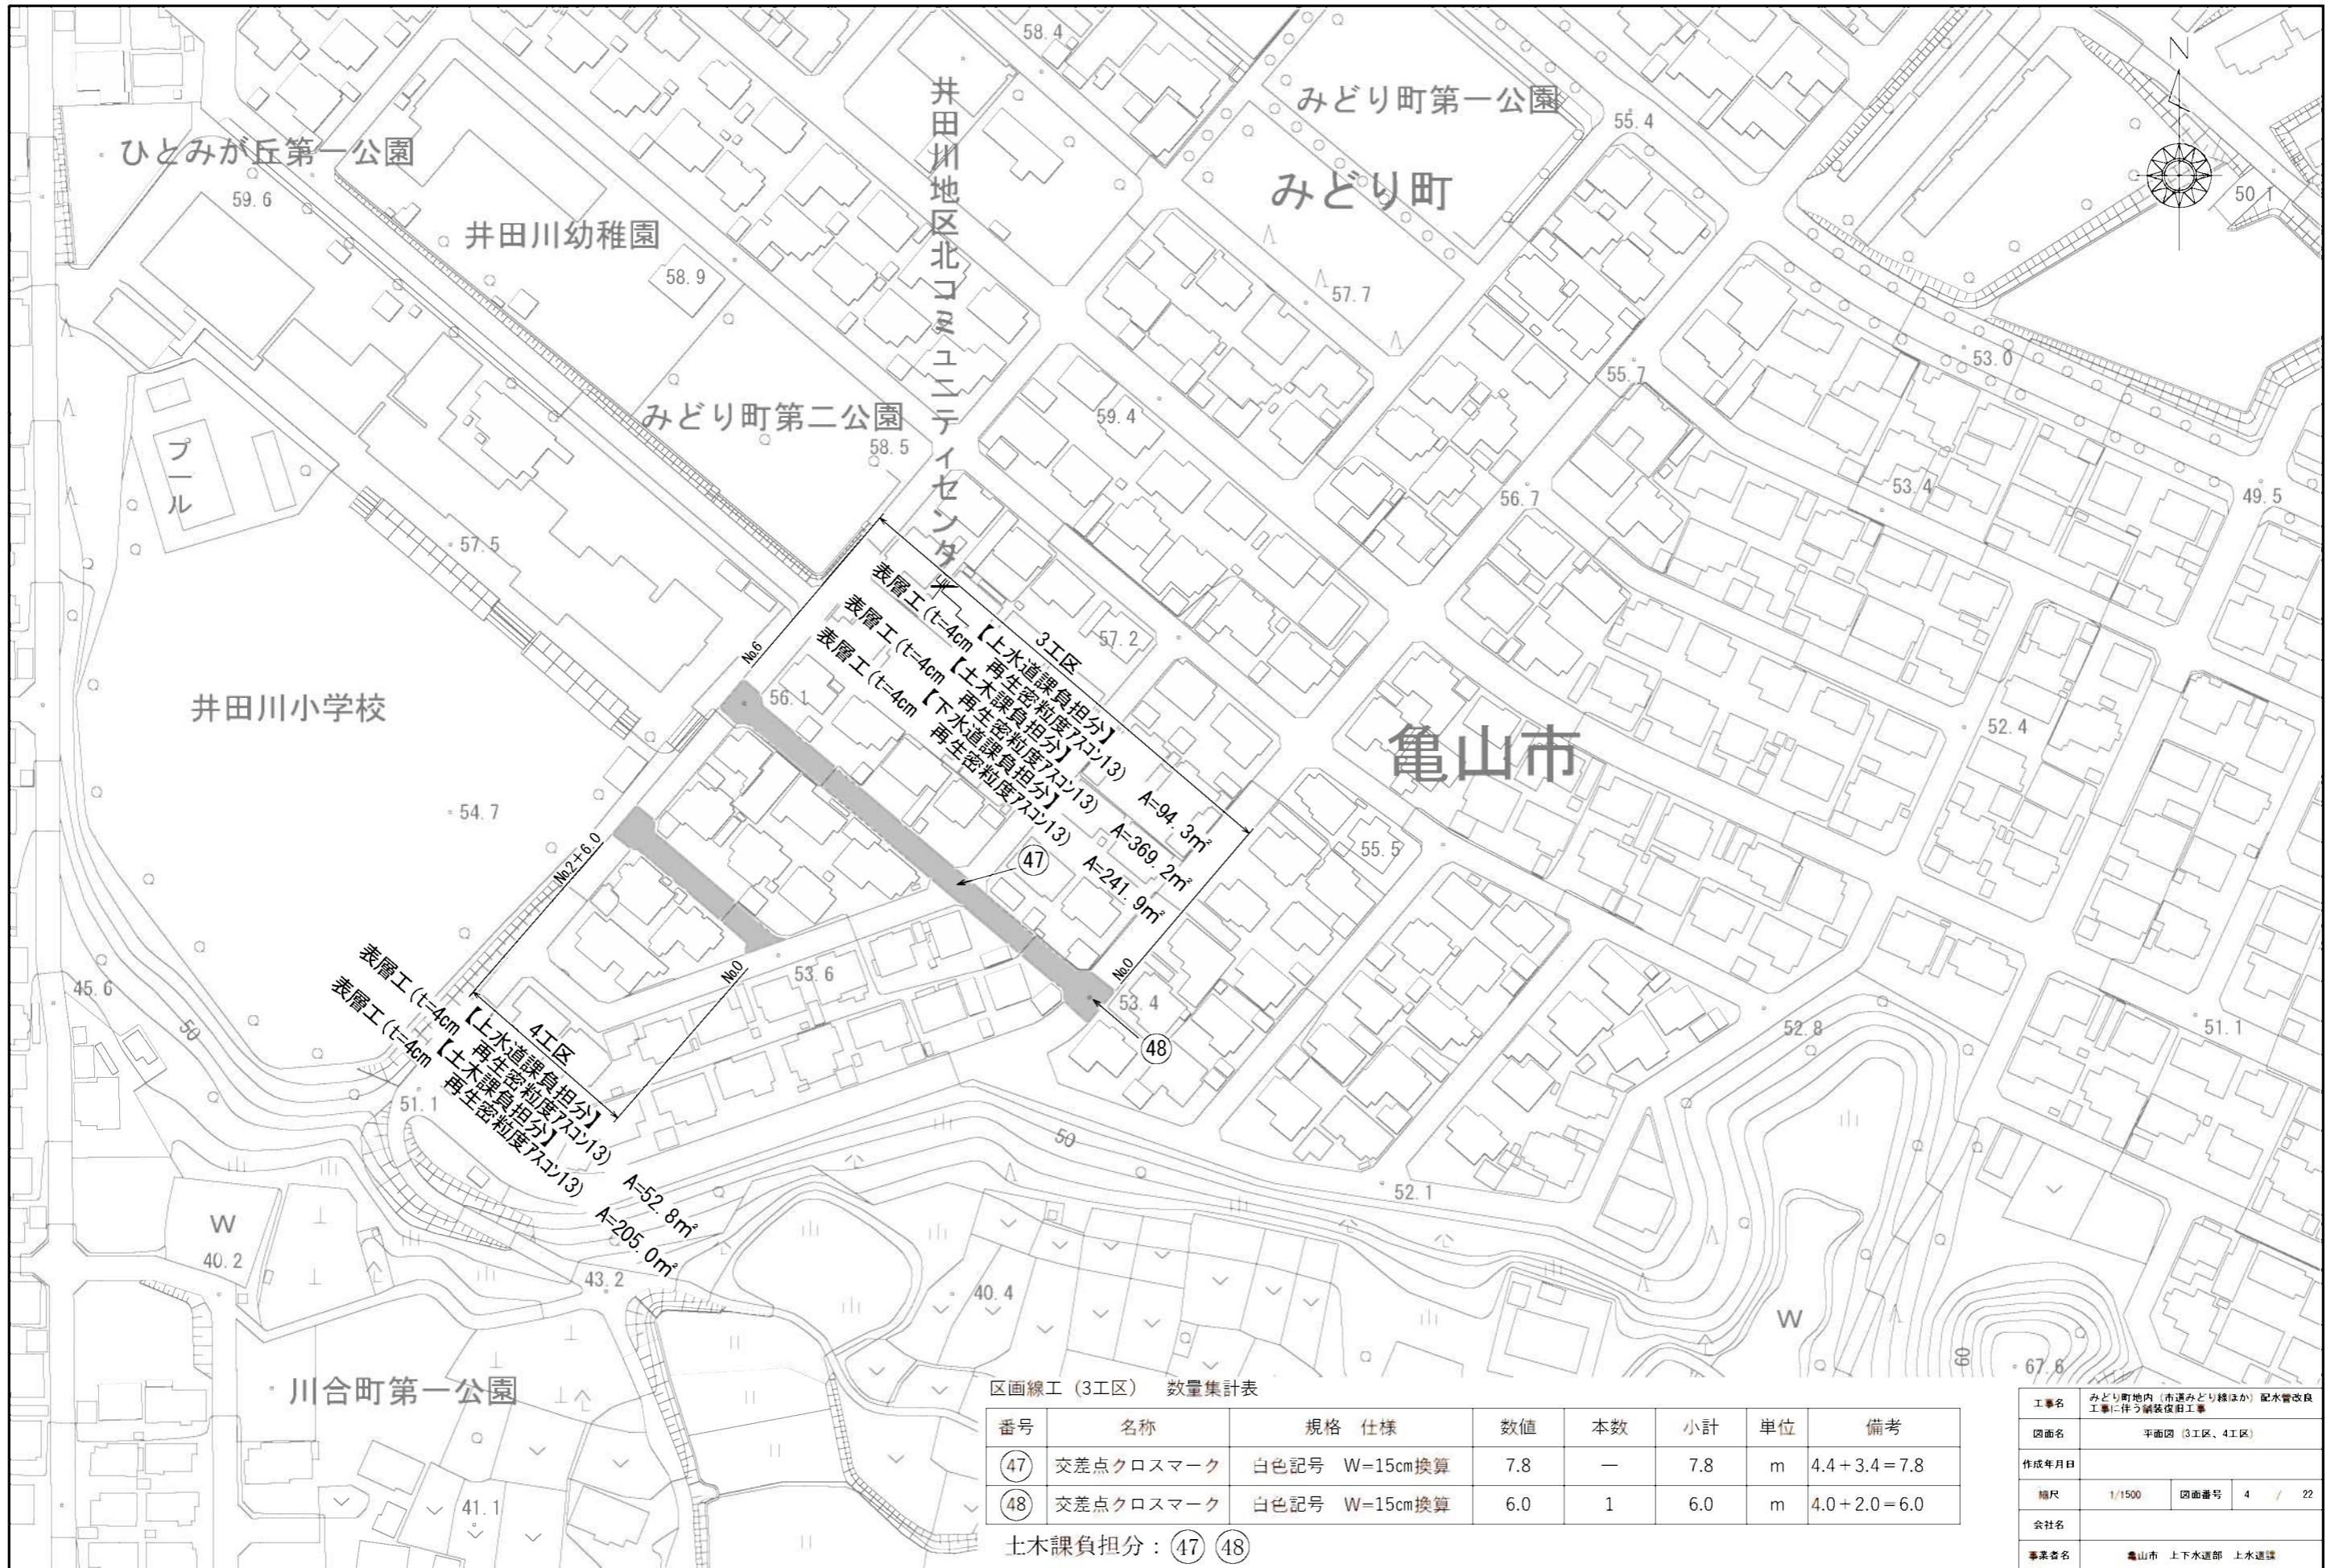 58.4
みどり町第一公園
55.4
N
ひとみが丘第一公園
59.6
井田川地区北コミュニティセンター
みどり町
50.1
井田川幼稚園
58.9
57.7
53.0
55.7
みどり町第二公園
58.5
59.4
プール
56.7
53.4
49.5
57.5
57.2
3工区
【上水道課負担分】
表層工(t=4cm 再生密粒度アスコン13) A=94.3㎡
【土木課負担分】
表層工(t=4cm 再生密粒度アスコン13) A=369.2㎡
【下水道課負担分】
表層工(t=4cm 再生密粒度アスコン13) A=241.9㎡
No.6
56.1
井田川小学校
亀山市
52.4
54.7
No.2+6.0
47
55.5
No.0
53.6
No.0
53.4
48
45.6
50
4工区
【上水道課負担分】
表層工(t=4cm 再生密粒度アスコン13) A=52.8㎡
【土木課負担分】
表層工(t=4cm 再生密粒度アスコン13) A=205.0㎡
52.8
51.1
51.1
50
52.1
W
40.2
43.2
40.4
W
60
67.6
川合町第一公園
41.1
区画線工(3工区) 数量集計表
番号 名称 規格 仕様 数値 本数 小計 単位 備考
47 交差点クロスマーク 白色記号 W=15cm換算 7.8 ― 7.8 m 4.4+3.4=7.8
48 交差点クロスマーク 白色記号 W=15cm換算 6.0 1 6.0 m 4.0+2.0=6.0
土木課負担分:47 48
工事名 みどり町地内(市道みどり線ほか)配水管改良
工事に伴う舗装復旧工事
図面名 平面図(3工区、4工区)
作成年月日
縮尺 1/1500 図面番号 4 / 22
会社名
事業者名 亀山市 上下水道部 上水道課